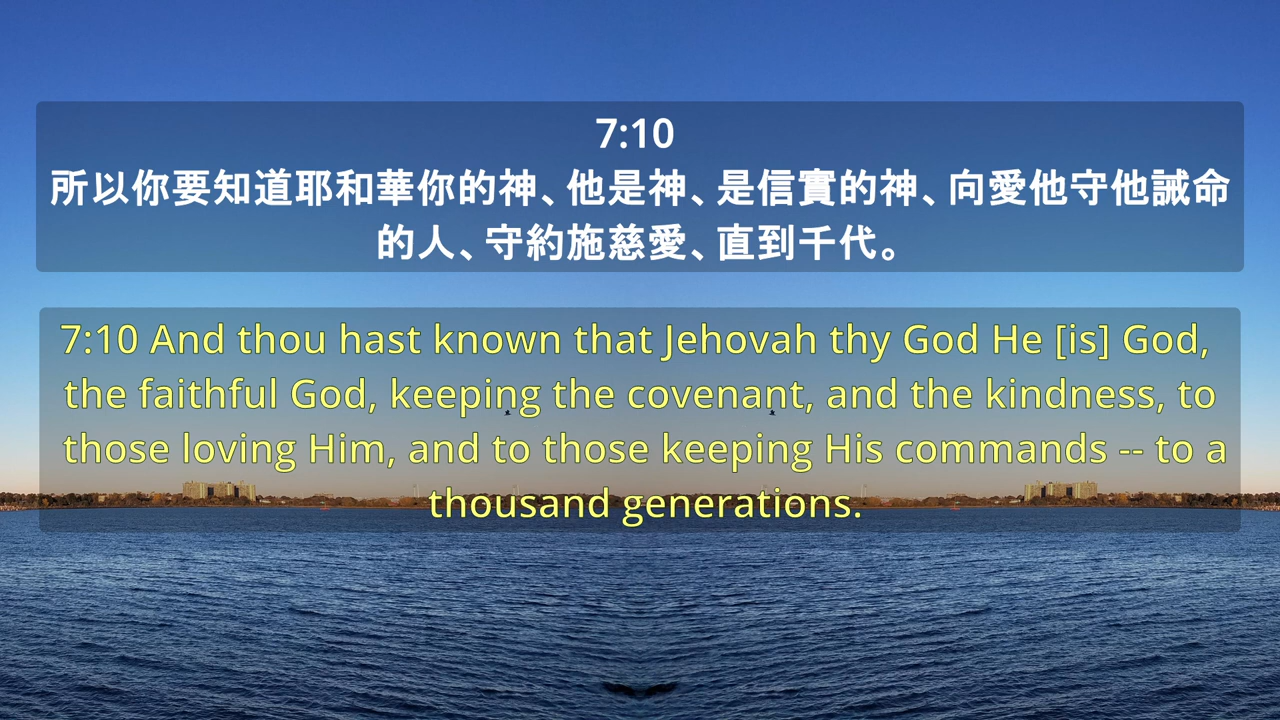 7:10
所以你要知道耶和華你的神、他是神、是信實的神、向愛他守他誡命
的人、守約施慈愛、直到千代。
7:10 And thou hast known that Jehovah thy God He [is] God,
the faithful God, keeping the covenant, and the kindness, to
those loving Him, and to those keeping His commands -- to a
thousand generations.